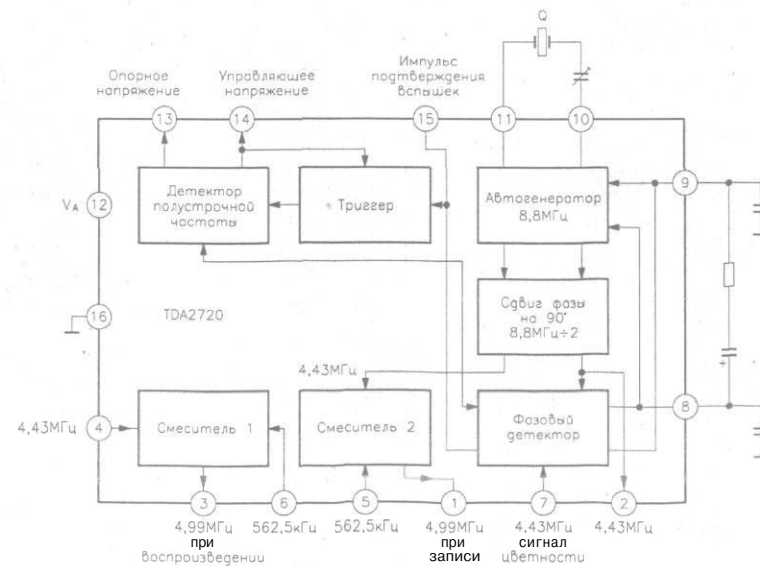 Q
Опорное
напряжение
Управляющее
напряжение
Импульс
подтверждения
вспышек
13
14
15
11
10
Детектор
полустрочной
частоты
Триггер
Автогенератор
8,8МГц
9
VA 12
Сдвиг фазы
на 90°
8,8МГц÷2
16
TDA2720
4,43МГц
4,43МГц 4
Смеситель 1
Смеситель 2
Фазовый
детектор
8
+
3
6
5
1
7
2
4,99МГц
при
воспроизведении
562,5кГц
562,5кГц
4,99МГц
при
записи
4,43МГц
сигнал
цветности
4,43МГц